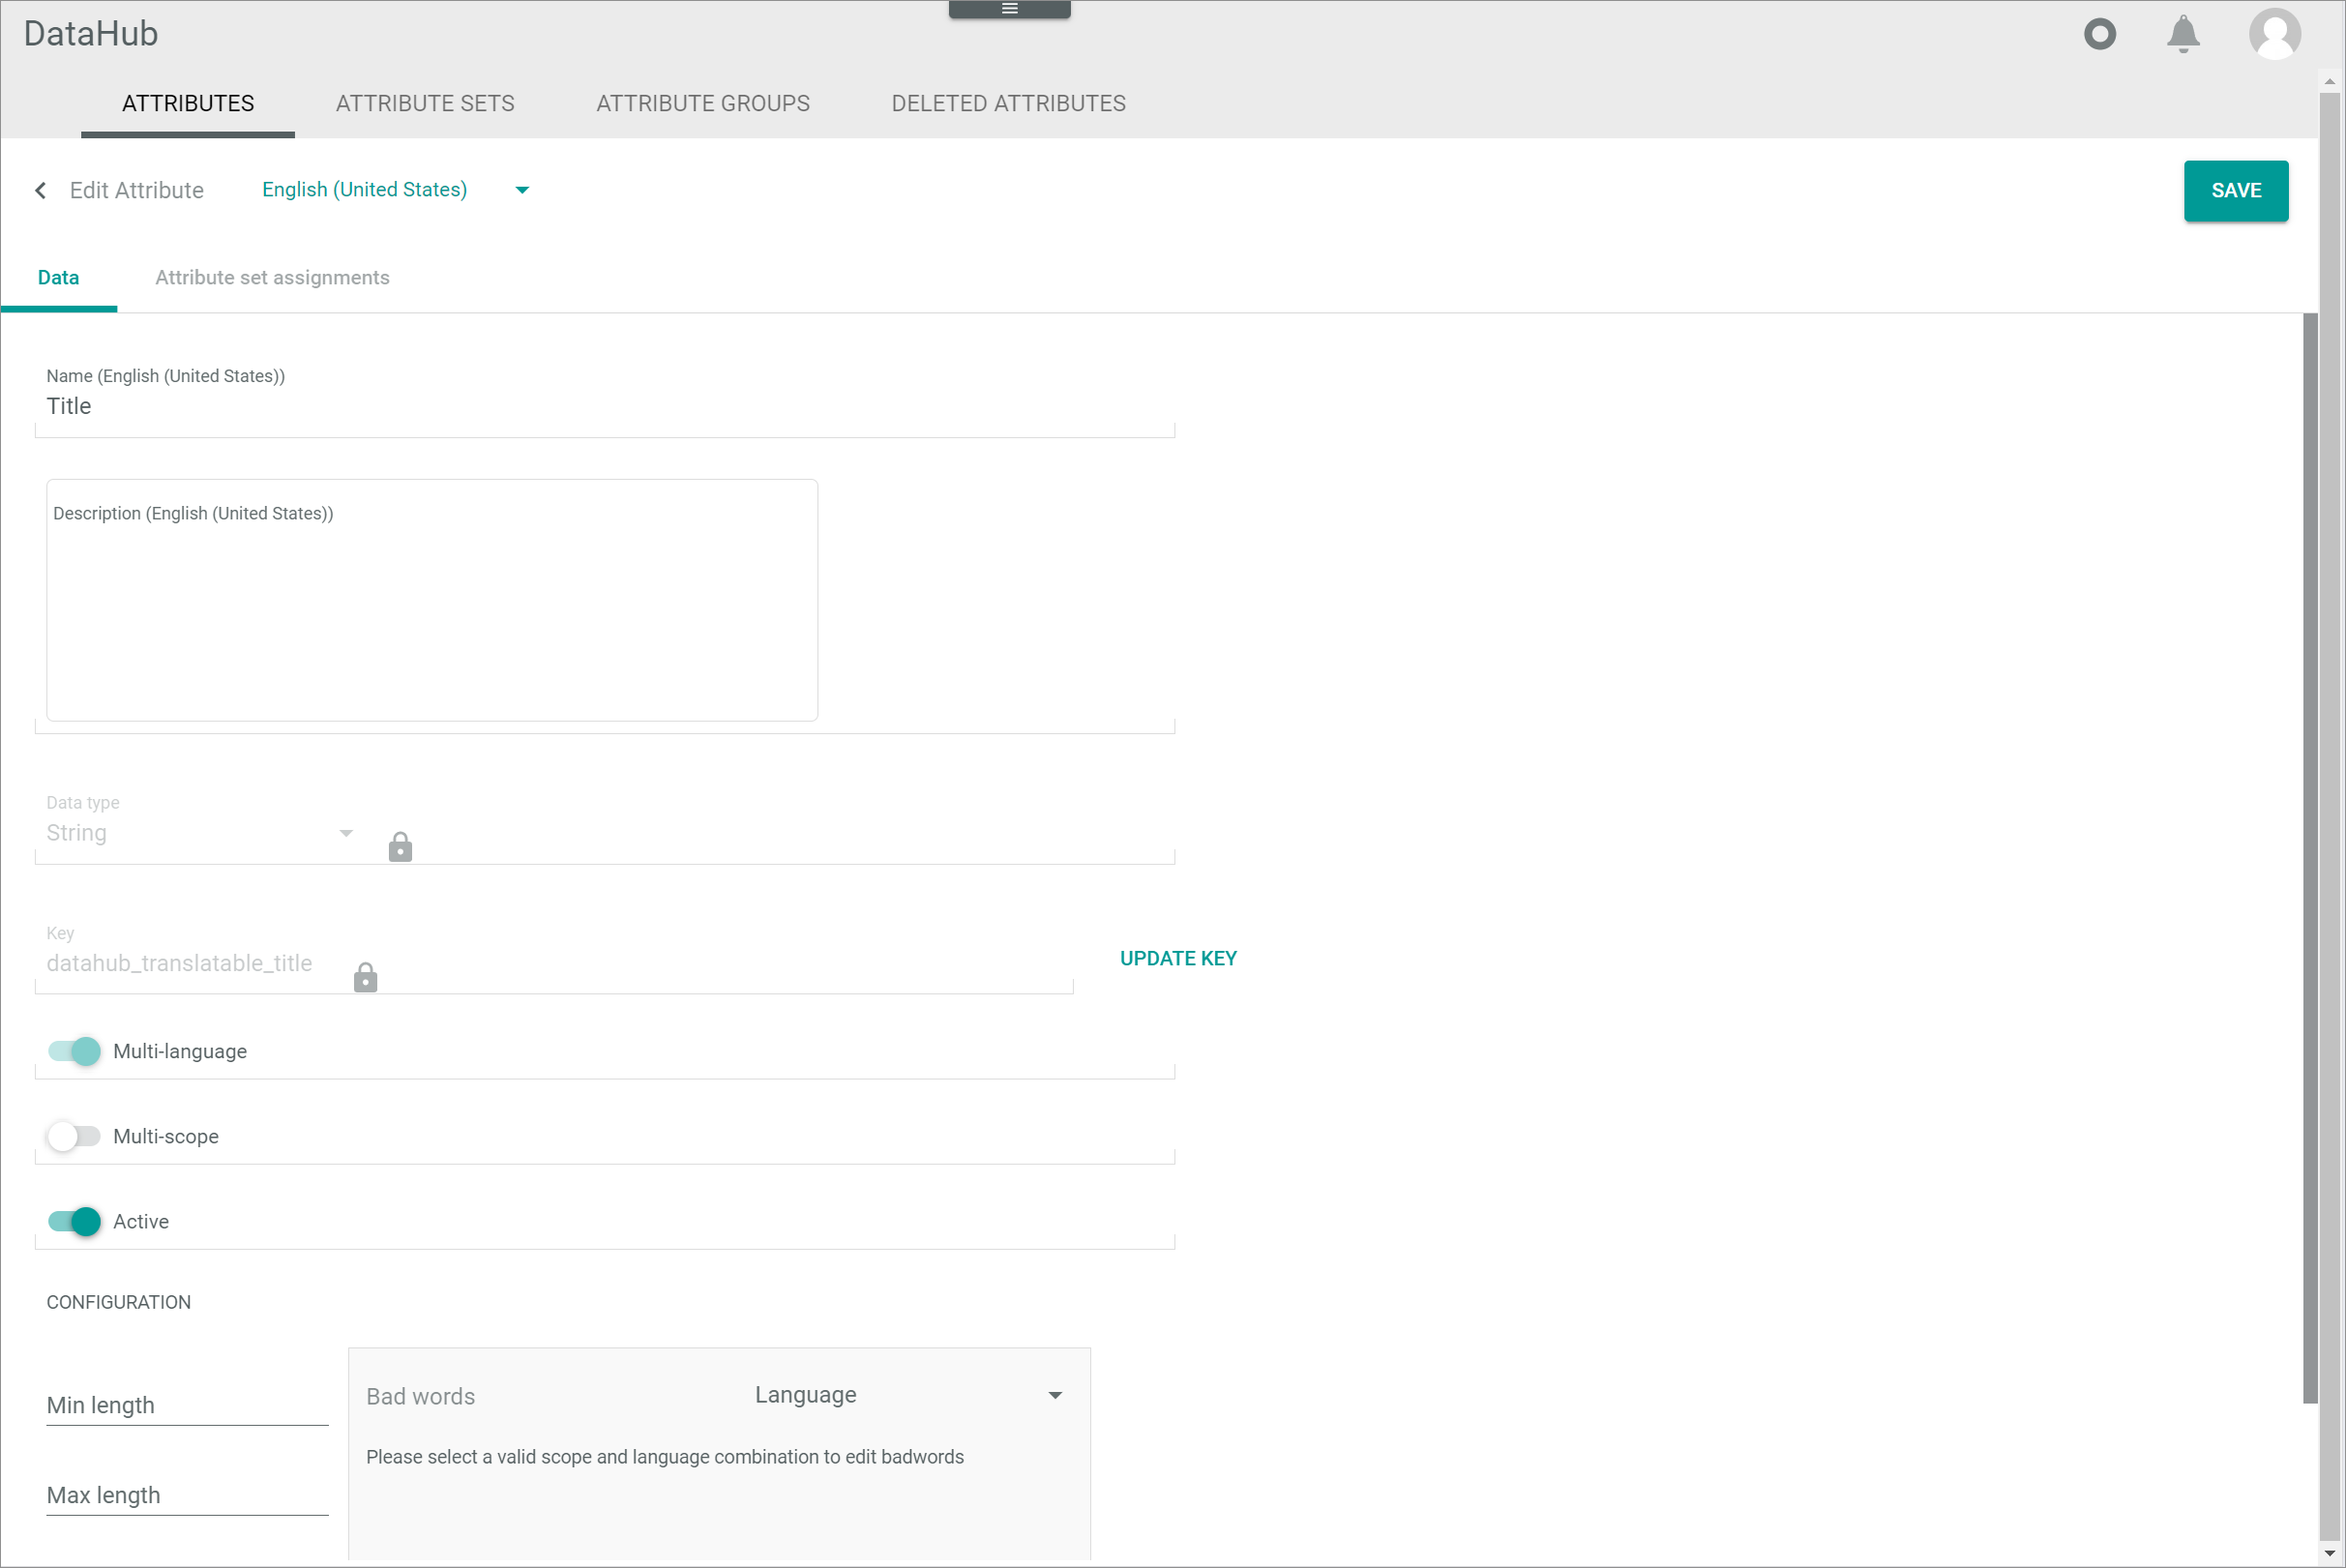 DataHub
ATTRIBUTES ATTRIBUTE SETS ATTRIBUTE GROUPS DELETED ATTRIBUTES
Edit Attribute English (United States) SAVE
Data Attribute set assignments
Name (English (United States))
Title
Description (English (United States))
Data type
String
Key
datahub_translatable_title
UPDATE KEY
Multi-language
Multi-scope
Active
CONFIGURATION
Min length
Bad words Language
Please select a valid scope and language combination to edit badwords
Max length